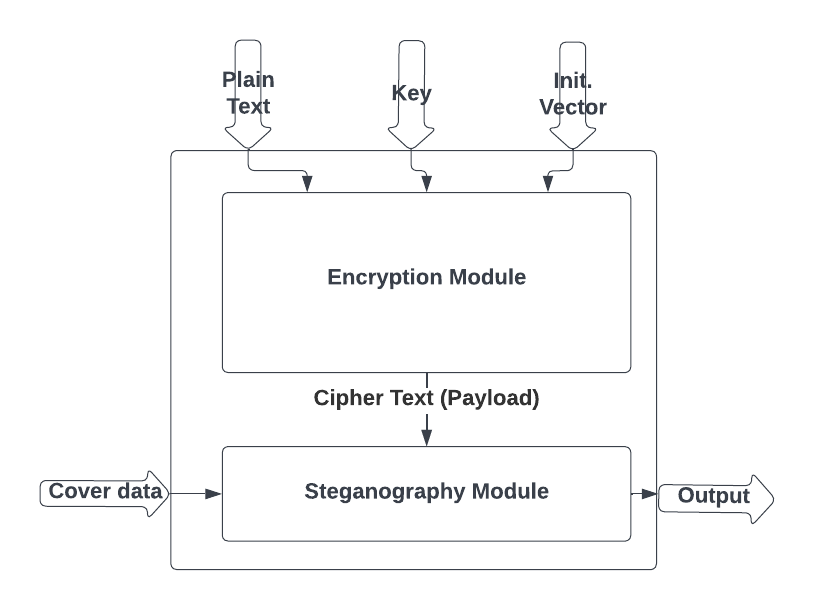 Plain
Text
Key
Init.
Vector
Encryption Module
Cipher Text (Payload)
Cover data
Steganography Module
Output